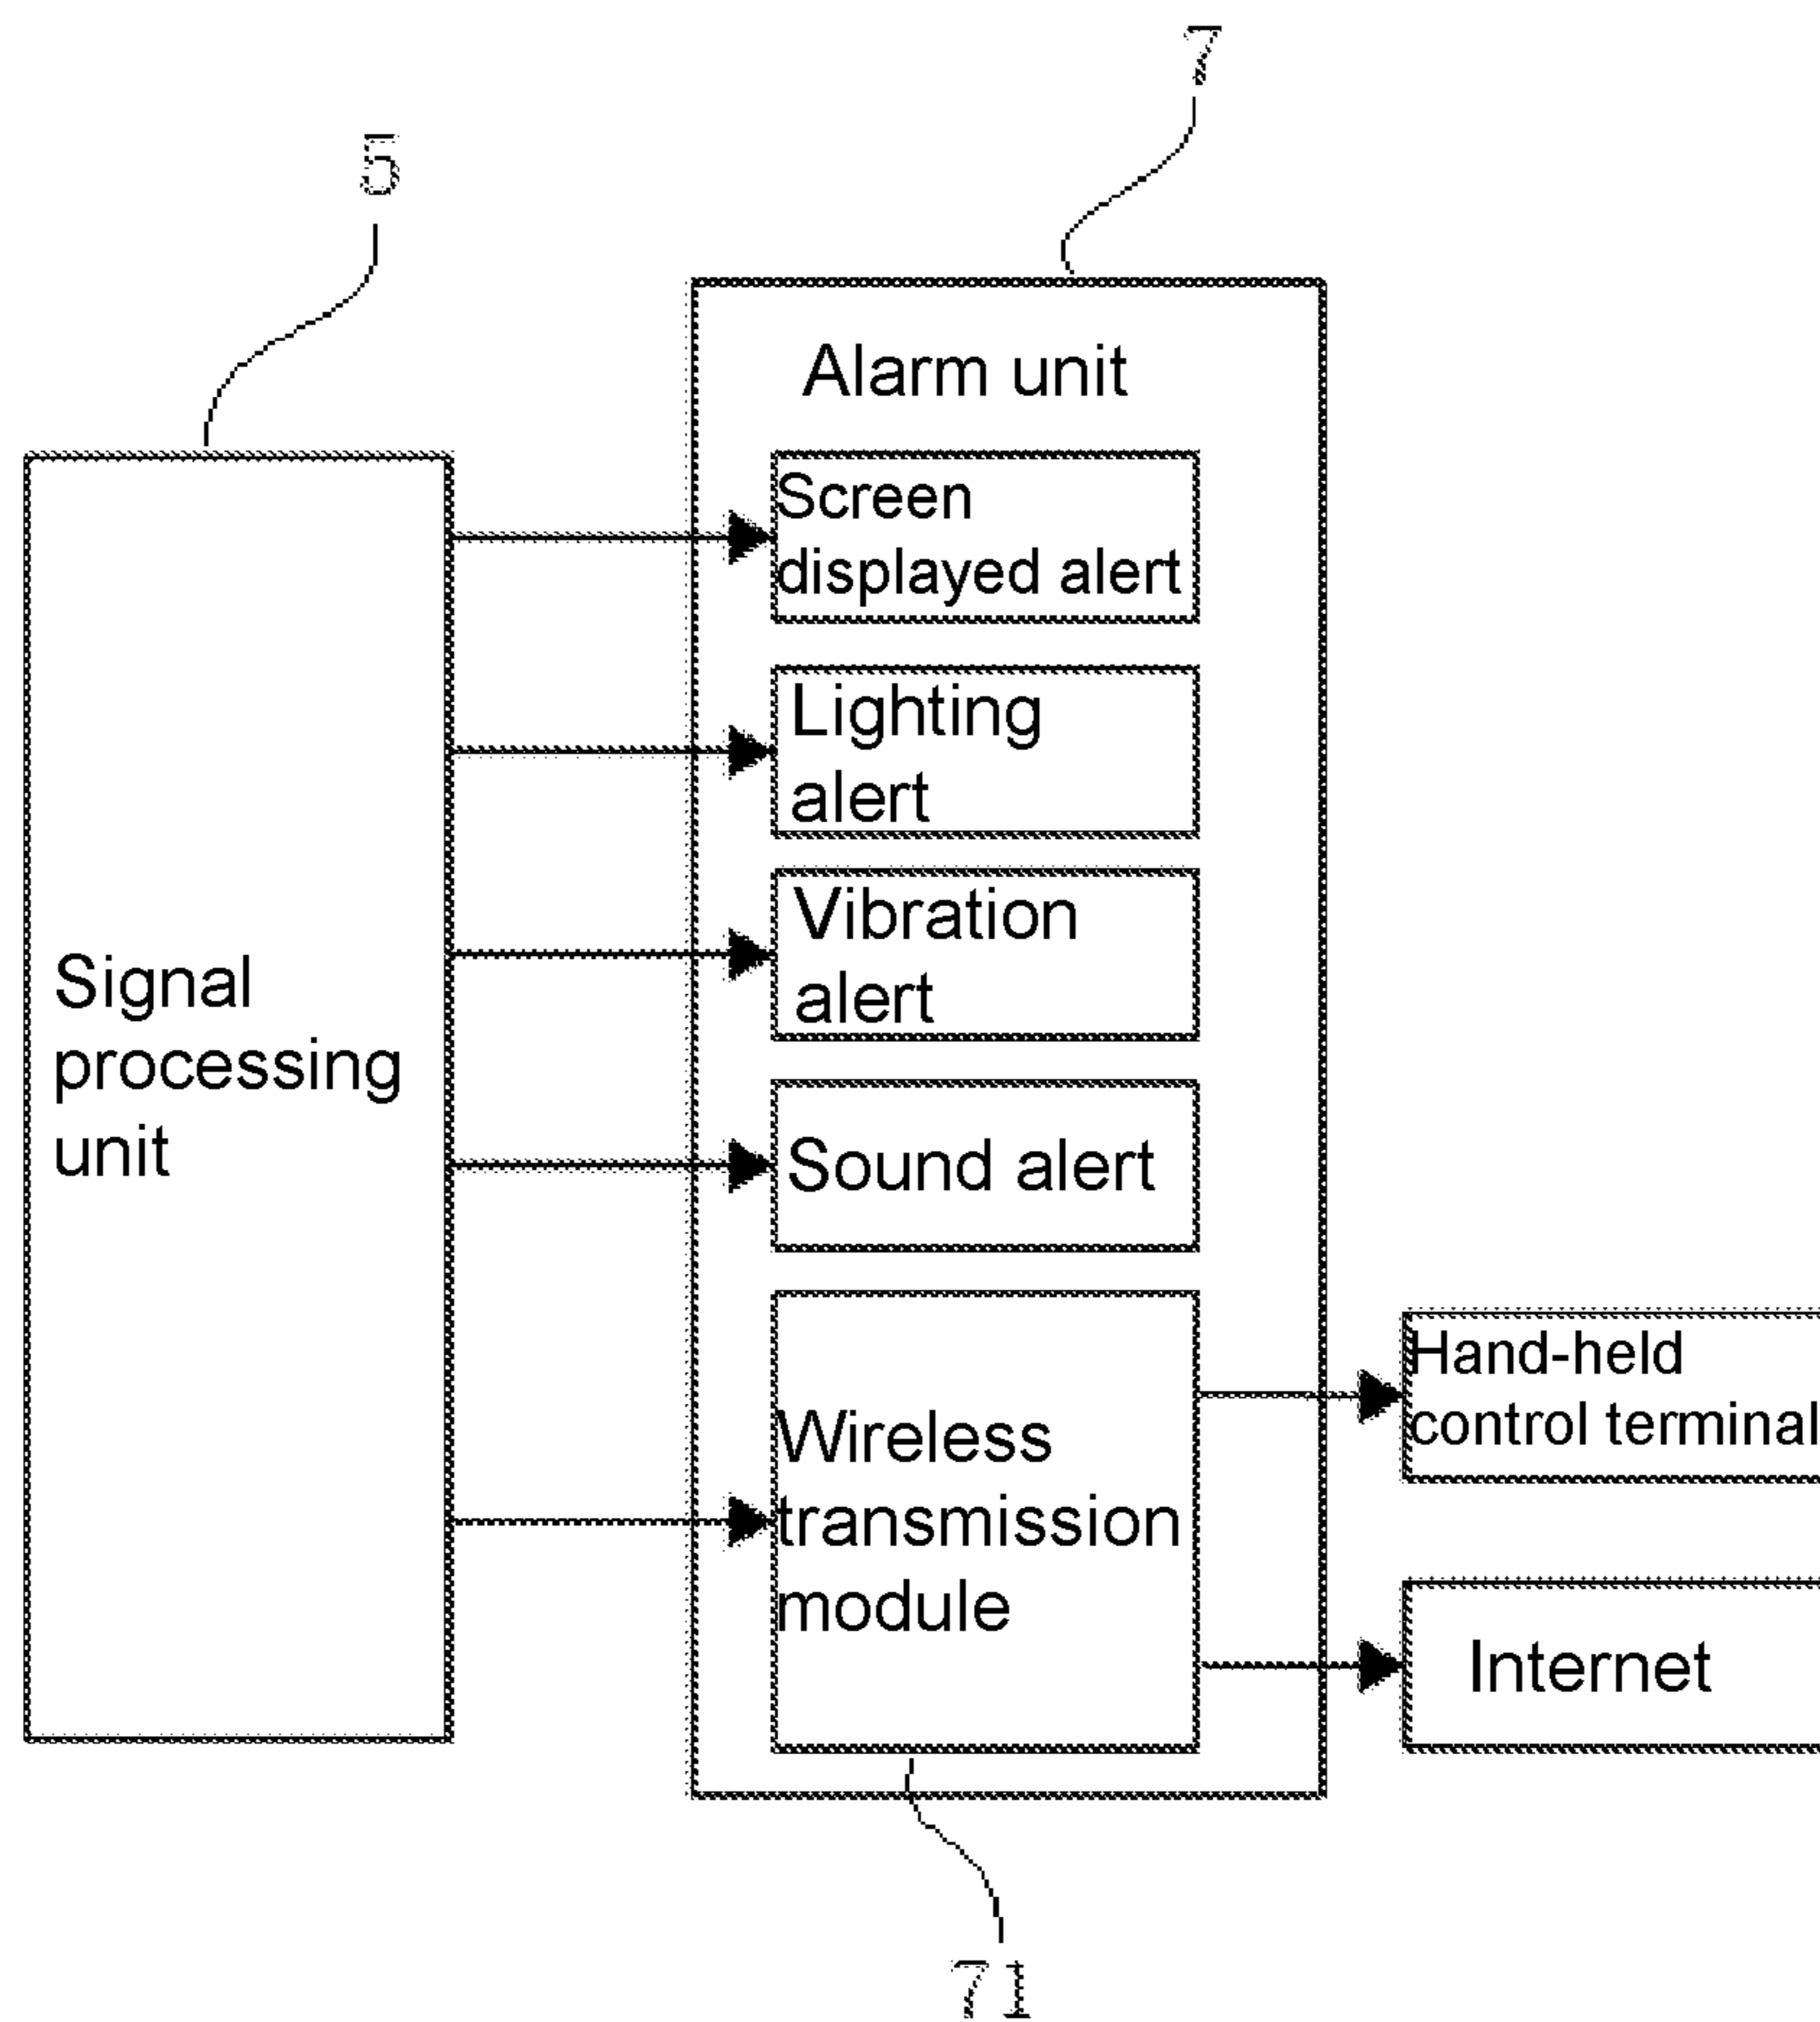 7
5
Alarm unit
Screen
displayed alert
Lighting
alert
Vibration
alert
Signal
processing
unit
Sound alert
Wireless
transmission
module
Hand-held
control terminal
Internet
71